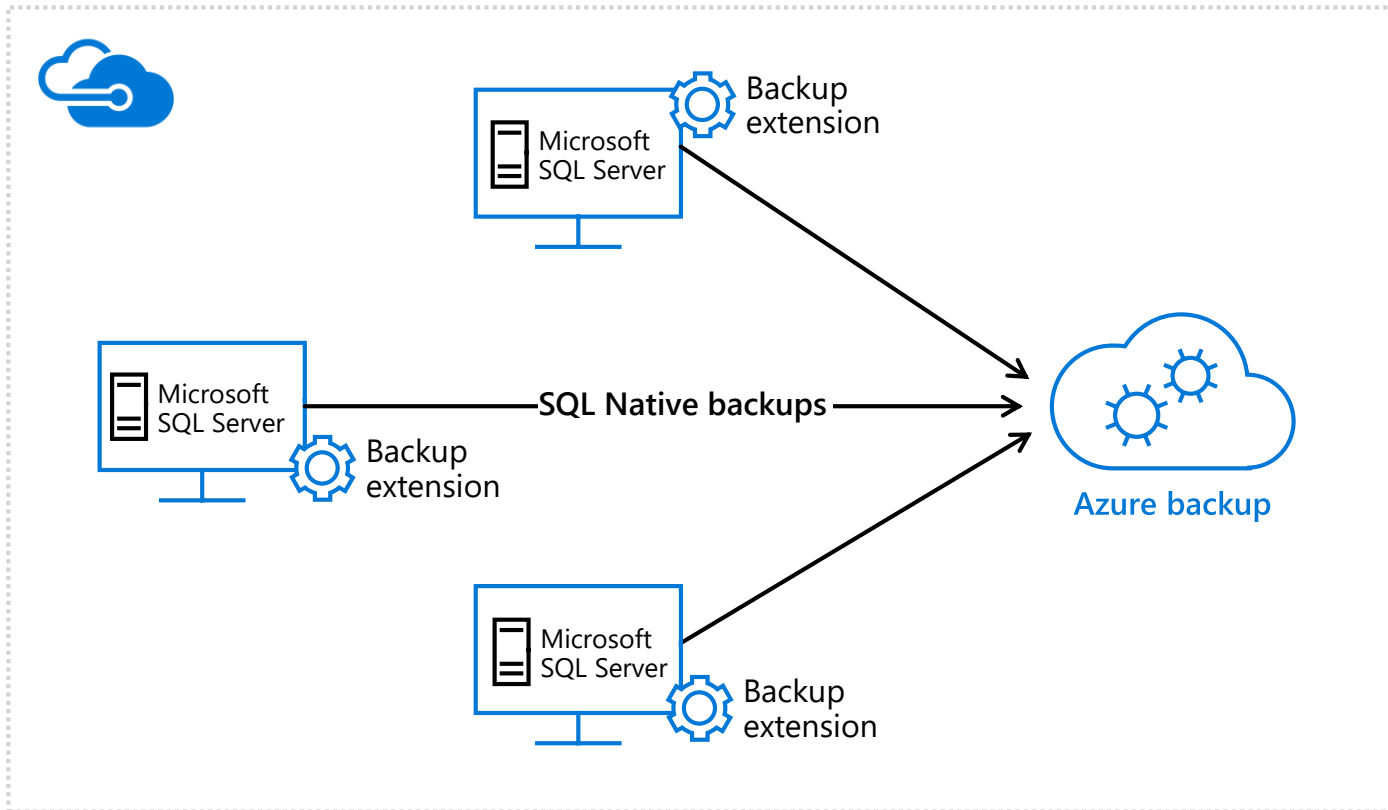 Backup
extension
Microsoft
SQL Server
Microsoft
SQL Server
SQL Native backups
Backup
extension
Azure backup
Microsoft
SQL Server
Backup
extension